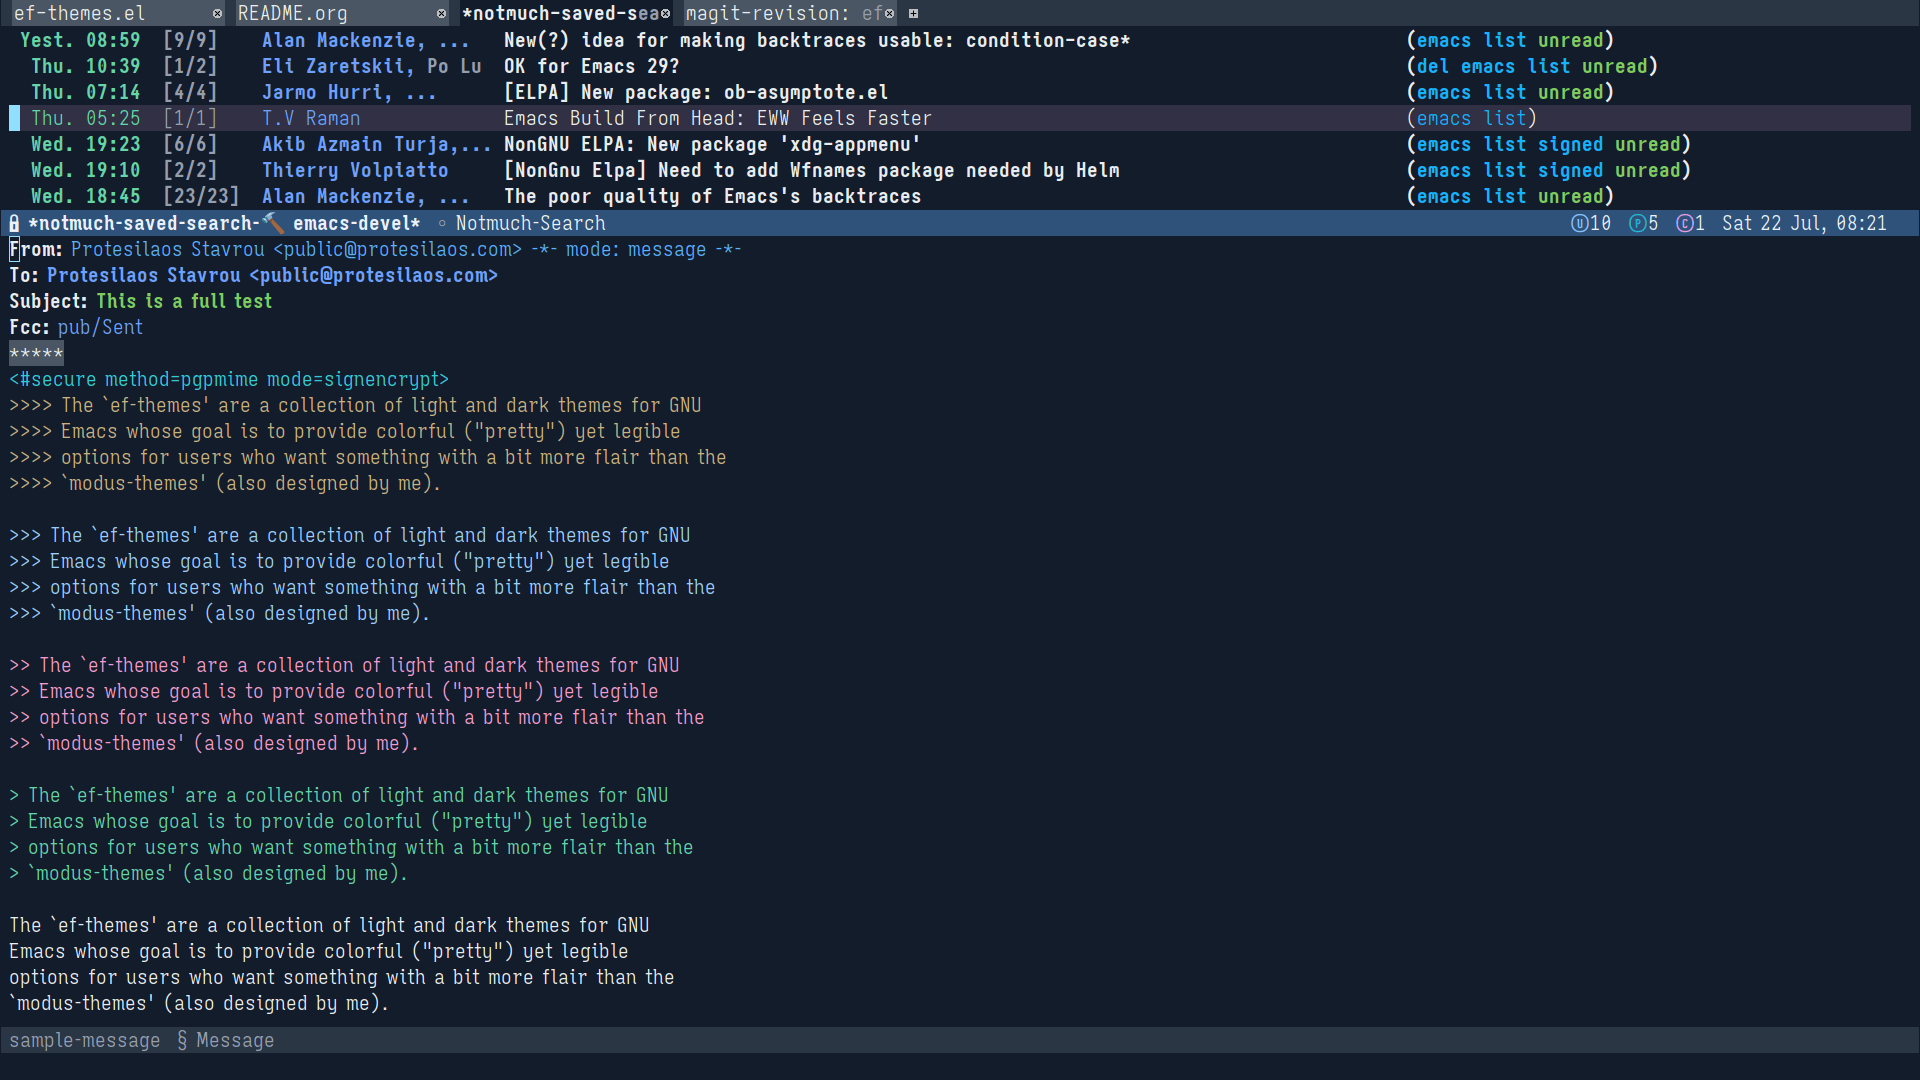 ef-themes.el README.org *notmuch-saved-sea magit-revision: ef
Yest. 08:59 [9/9] Alan Mackenzie, ... New(?) idea for making backtraces usable: condition-case* (emacs list unread)
Thu. 10:39 [1/2] Eli Zaretskii, Po Lu OK for Emacs 29? (del emacs list unread)
Thu. 07:14 [4/4] Jarmo Hurri, ... [ELPA] New package: ob-asymptote.el (emacs list unread)
Thu. 05:25 [1/1] T.V Raman Emacs Build From Head: EWW Feels Faster (emacs list)
Wed. 19:23 [6/6] Akib Azmain Turja,... NonGNU ELPA: New package 'xdg-appmenu' (emacs list signed unread)
Wed. 19:10 [2/2] Thierry Volpiatto [NonGnu Elpa] Need to add Wfnames package needed by Helm (emacs list signed unread)
Wed. 18:45 [23/23] Alan Mackenzie, ... The poor quality of Emacs's backtraces (emacs list unread)
*notmuch-saved-search-🔨 emacs-devel* ◦ Notmuch-Search Ⓤ10 Ⓟ5 Ⓒ1 Sat 22 Jul, 08:21
From: Protesilaos Stavrou <public@protesilaos.com> -*- mode: message -*-
To: Protesilaos Stavrou <public@protesilaos.com>
Subject: This is a full test
Fcc: pub/Sent
*****
<#secure method=pgpmime mode=signencrypt>
>>>> The `ef-themes' are a collection of light and dark themes for GNU
>>>> Emacs whose goal is to provide colorful ("pretty") yet legible
>>>> options for users who want something with a bit more flair than the
>>>> `modus-themes' (also designed by me).
>>> The `ef-themes' are a collection of light and dark themes for GNU
>>> Emacs whose goal is to provide colorful ("pretty") yet legible
>>> options for users who want something with a bit more flair than the
>>> `modus-themes' (also designed by me).
>> The `ef-themes' are a collection of light and dark themes for GNU
>> Emacs whose goal is to provide colorful ("pretty") yet legible
>> options for users who want something with a bit more flair than the
>> `modus-themes' (also designed by me).
> The `ef-themes' are a collection of light and dark themes for GNU
> Emacs whose goal is to provide colorful ("pretty") yet legible
> options for users who want something with a bit more flair than the
> `modus-themes' (also designed by me).
The `ef-themes' are a collection of light and dark themes for GNU
Emacs whose goal is to provide colorful ("pretty") yet legible
options for users who want something with a bit more flair than the
`modus-themes' (also designed by me).
sample-message § Message